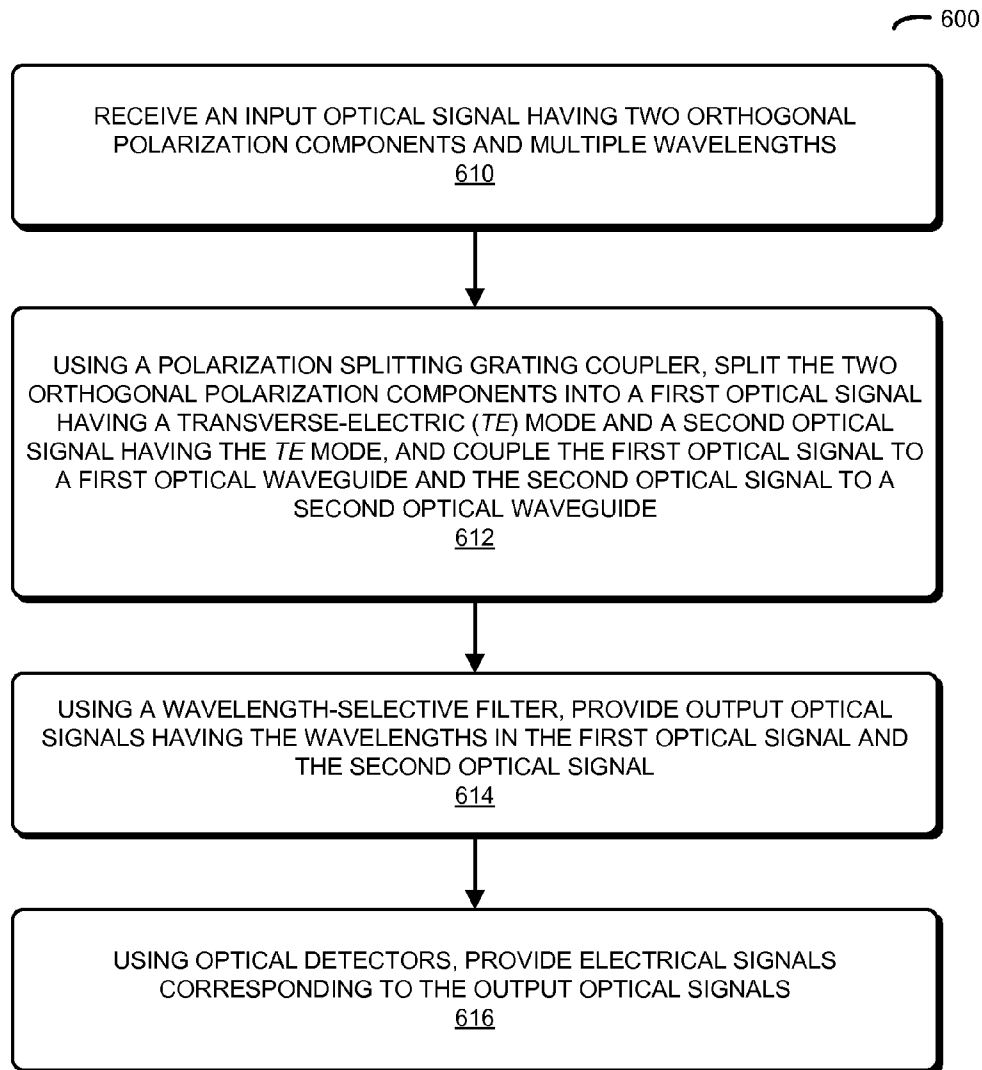 600
RECEIVE AN INPUT OPTICAL SIGNAL HAVING TWO ORTHOGONAL
POLARIZATION COMPONENTS AND MULTIPLE WAVELENGTHS
610
USING A POLARIZATION SPLITTING GRATING COUPLER, SPLIT THE TWO
ORTHOGONAL POLARIZATION COMPONENTS INTO A FIRST OPTICAL SIGNAL
HAVING A TRANSVERSE-ELECTRIC (TE) MODE AND A SECOND OPTICAL
SIGNAL HAVING THE TE MODE, AND COUPLE THE FIRST OPTICAL SIGNAL TO
A FIRST OPTICAL WAVEGUIDE AND THE SECOND OPTICAL SIGNAL TO A
SECOND OPTICAL WAVEGUIDE
612
USING A WAVELENGTH-SELECTIVE FILTER, PROVIDE OUTPUT OPTICAL
SIGNALS HAVING THE WAVELENGTHS IN THE FIRST OPTICAL SIGNAL AND
THE SECOND OPTICAL SIGNAL
614
USING OPTICAL DETECTORS, PROVIDE ELECTRICAL SIGNALS
CORRESPONDING TO THE OUTPUT OPTICAL SIGNALS
616